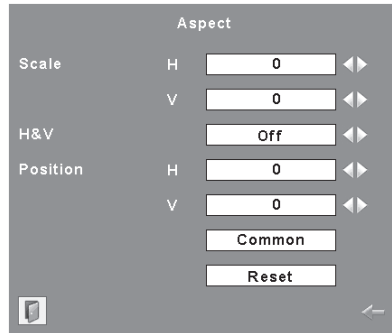 Aspect
Scale H 0
V 0
H&V Off
Position H 0
V 0
Common
Reset